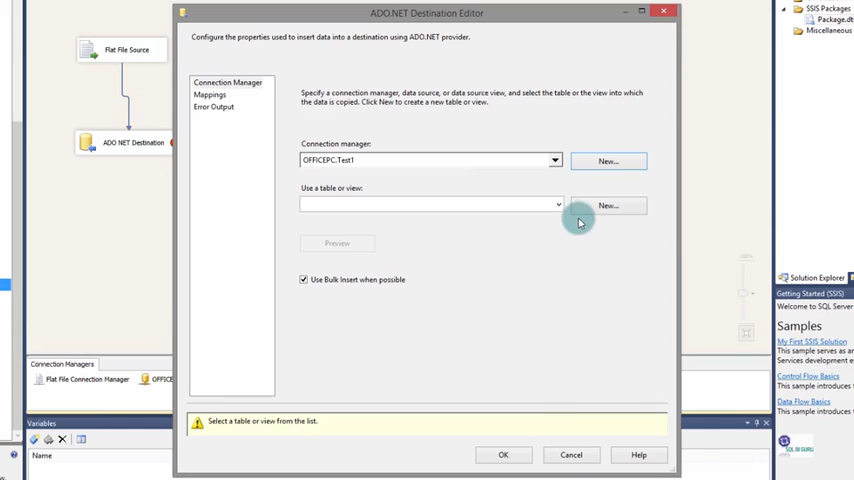 ADO.NET Destination Editor
SSIS Packages
Package.dt
Miscellaneous
Configure the properties used to insert data into a destination using ADO.NET provider.
Flat File Source
ADO NET Destination
Connection Manager
Mappings
Error Output
Specify a connection manager, data source, or data source view, and select the table or the view into which
the data is copied. Click New to create a new table or view.
Connection manager:
OFFICEPC.Test1
New...
Use a table or view:
New...
Preview
Use Bulk Insert when possible
Solution Explorer
Getting Started (SSIS)
Welcome to SQL Server
Samples
My First SSIS Solution
This sample serves as an
Services development e
Control Flow Basics
This sample introduces t
Data Flow Basics
This sample introduces t
SQL BI GURU
Connection Managers
Flat File Connection Manager
OFFICE
Select a table or view from the list.
Variables
Name
OK
Cancel
Help